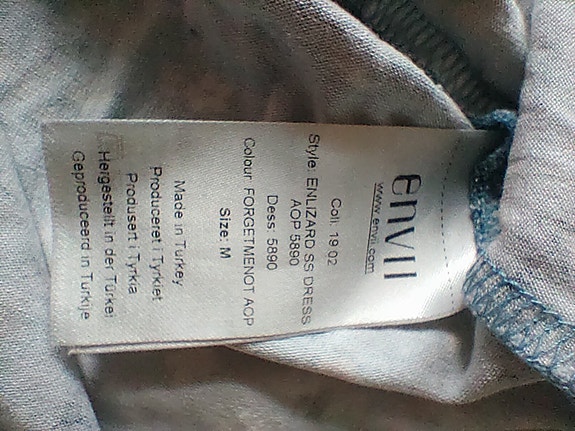 envii
www.envii.com
Coll: 19 02
Style: ENLIZARD SS DRESS
AOP 5890
Dess: 5890
Colour FORGETMENOT AOP
Size: M
Made in Turkey
Produceret i Tyrkiet
Produsert i Tyrkia
Hergestellt in der Türkei
Geproduceerd in Turkije